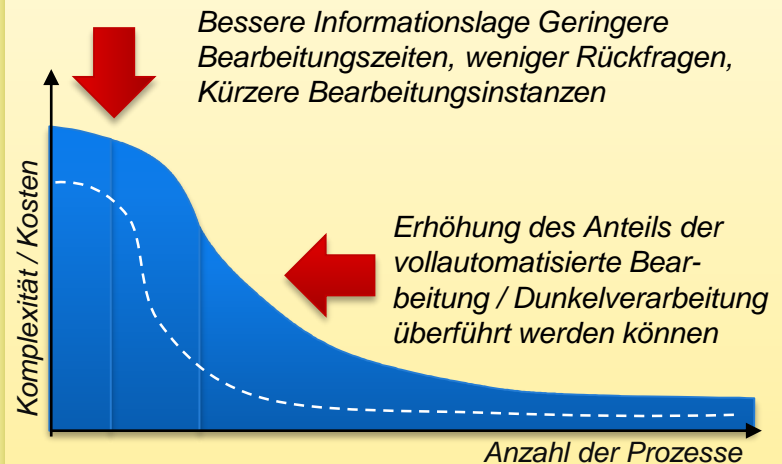 Bessere Informationslage Geringere
Bearbeitungszeiten, weniger Rückfragen,
Kürzere Bearbeitungsinstanzen
Komplexität / Kosten
Erhöhung des Anteils der
vollautomatisierte Bear-
beitung / Dunkelverarbeitung
überführt werden können
Anzahl der Prozesse